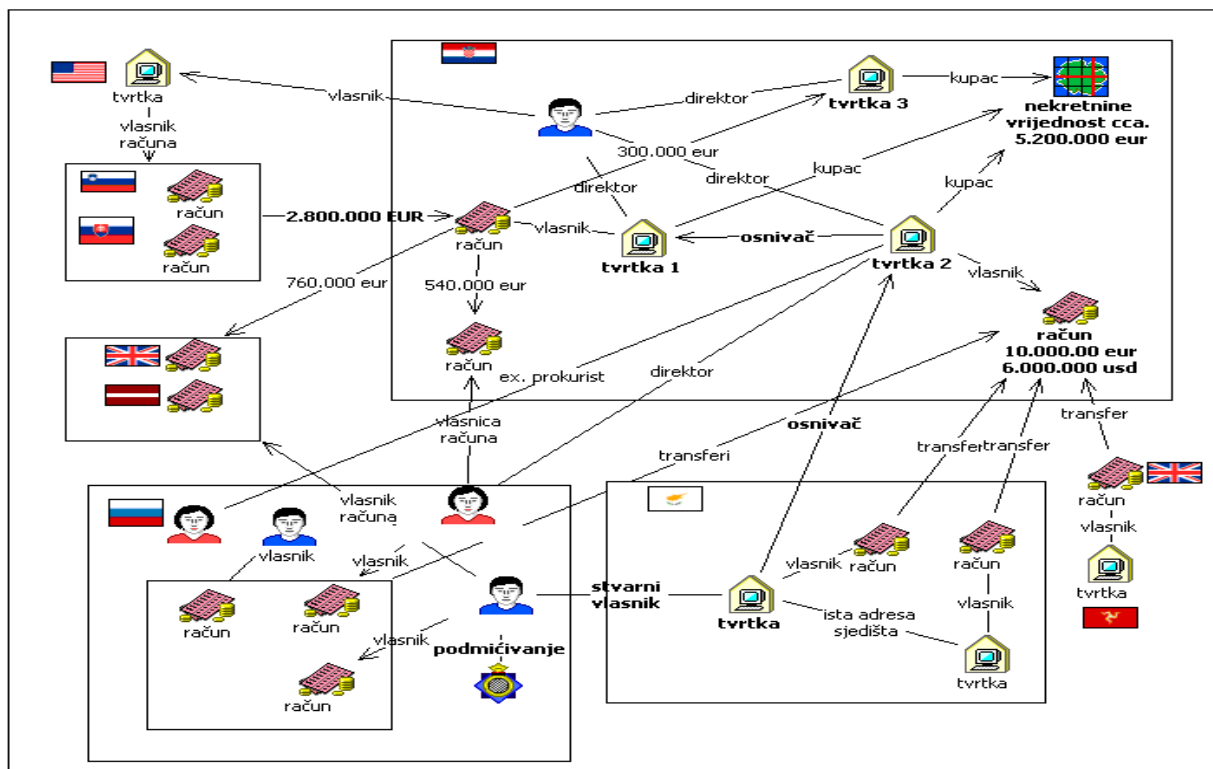 tvrtka
vlasnik
računa
račun
račun
2.800.000 EUR
vlasnik
direktor
tvrtka 3
kupac
nekretnine
vrijednost cca.
5.200.000 eur
300.000 eur
kupac
direktor
direktor
kupac
račun
vlasnik
tvrtka 1
osnivač
tvrtka 2
vlasnik
760.000 eur
540.000 eur
račun
račun
10.000.00 eur
6.000.000 usd
ex. prokurist
direktor
vlasnica
računa
osnivač
transfer
transfer
transfer
transferi
račun
vlasnik
tvrtka
vlasnik
računa
vlasnik
vlasnik
račun
račun
vlasnik
račun
podmićivanje
stvarni
vlasnik
tvrtka
vlasnik
račun
račun
vlasnik
ista adresa
sjedišta
tvrtka